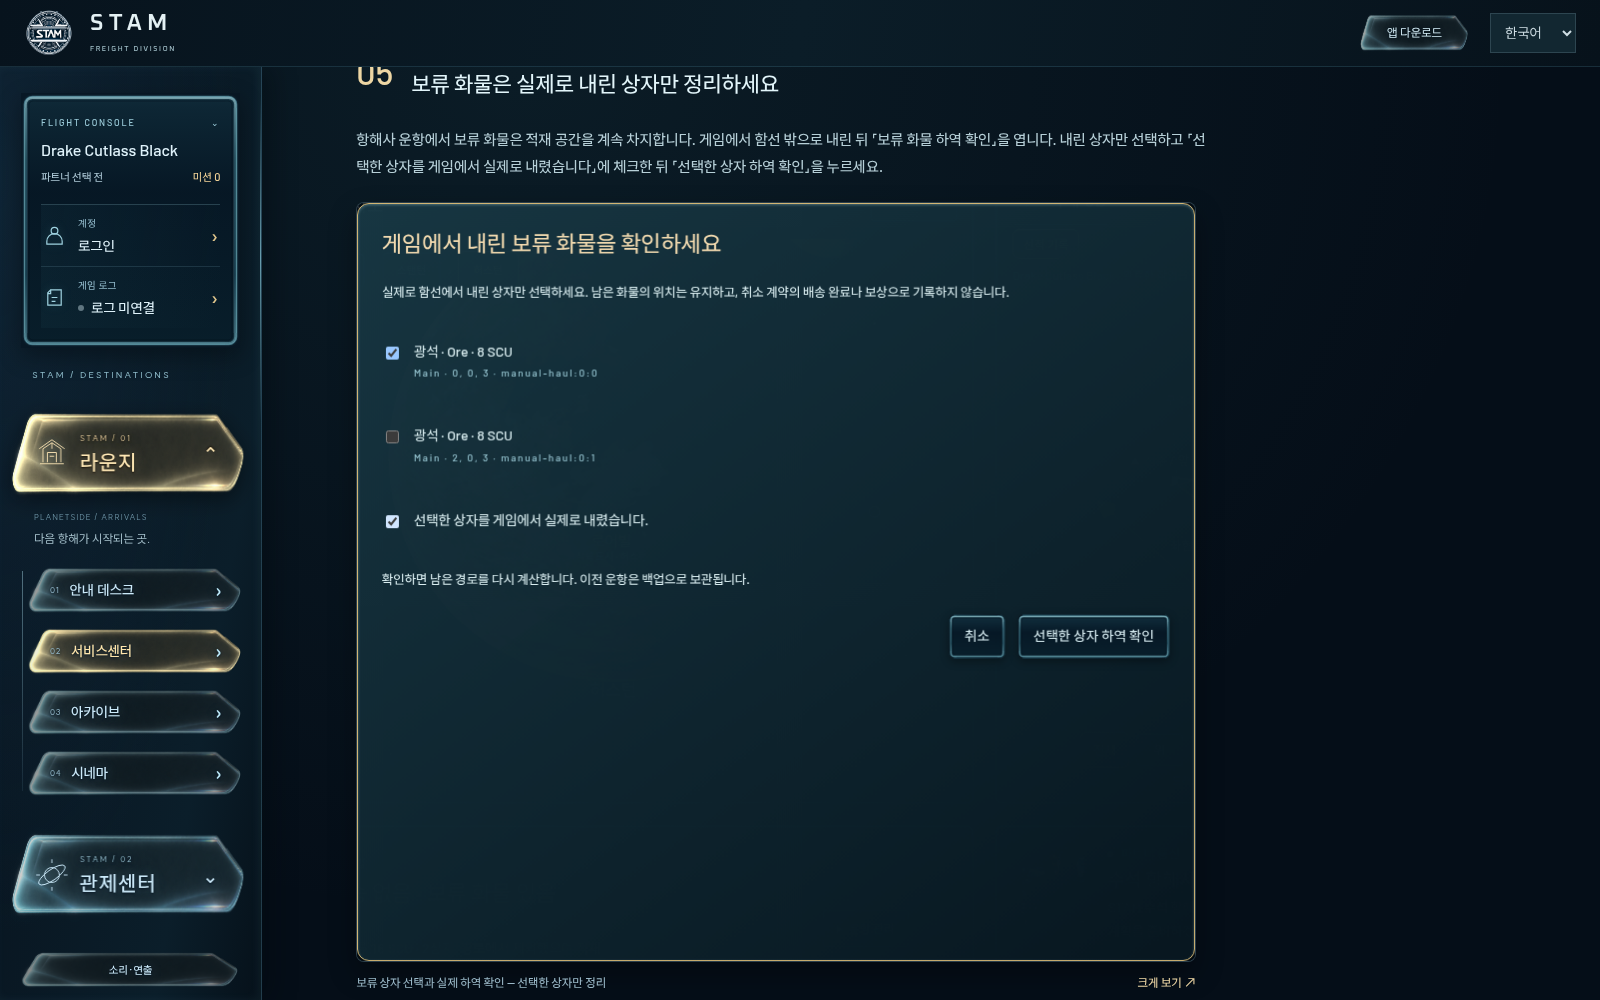 STAM
STAM
FREIGHT DIVISION
앱 다운로드
한국어
FLIGHT CONSOLE
Drake Cutlass Black
파트너 선택 전
미션 0
계정
로그인
게임 로그
로그 미연결
STAM / DESTINATIONS
STAM / 01
라운지
PLANETSIDE / ARRIVALS
다음 항해가 시작되는 곳.
01 안내 데스크
02 서비스센터
03 아카이브
04 시네마
STAM / 02
관제센터
소리·연출
05 보류 화물은 실제로 내린 상자만 정리하세요
항해사 운항에서 보류 화물은 적재 공간을 계속 차지합니다. 게임에서 함선 밖으로 내린 뒤 「보류 화물 하역 확인」을 엽니다. 내린 상자만 선택하고 「선
택한 상자를 게임에서 실제로 내렸습니다」에 체크한 뒤 「선택한 상자 하역 확인」을 누르세요.
게임에서 내린 보류 화물을 확인하세요
실제로 함선에서 내린 상자만 선택하세요. 남은 화물의 위치는 유지하고, 취소 계약의 배송 완료나 보상으로 기록하지 않습니다.
광석 · Ore · 8 SCU
Main · 0, 0, 3 · manual-haul:0:0
광석 · Ore · 8 SCU
Main · 2, 0, 3 · manual-haul:0:1
선택한 상자를 게임에서 실제로 내렸습니다.
확인하면 남은 경로를 다시 계산합니다. 이전 운항은 백업으로 보관됩니다.
취소
선택한 상자 하역 확인
보류 상자 선택과 실제 하역 확인 — 선택한 상자만 정리
크게 보기 ↗